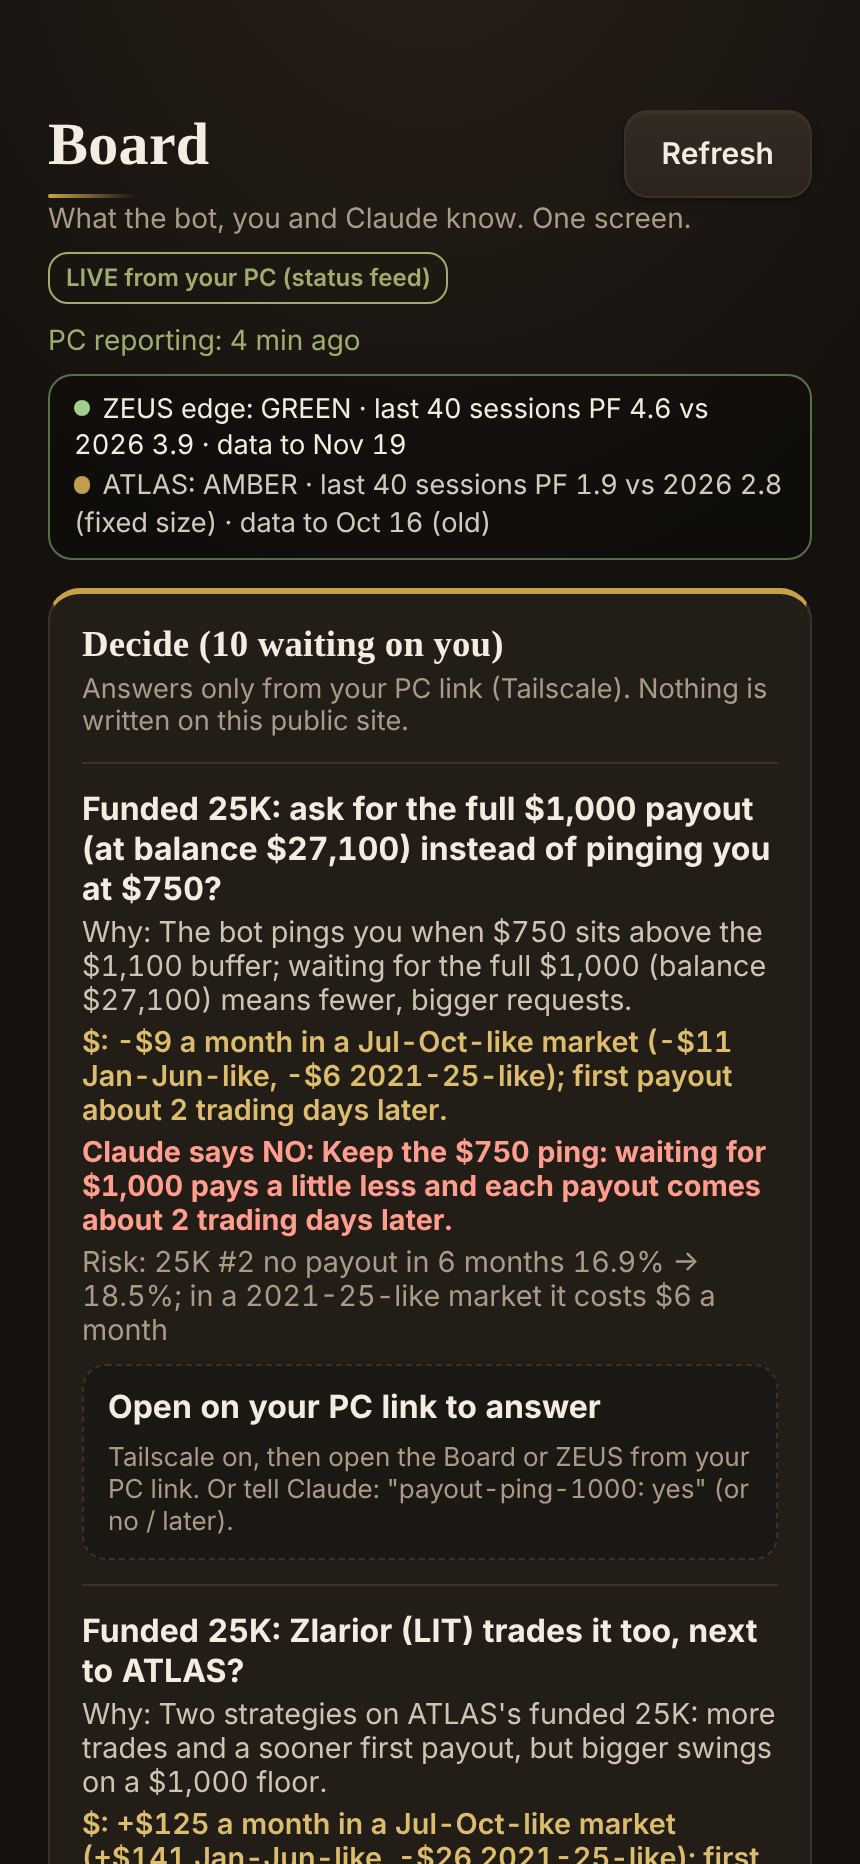 Board
Refresh
What the bot, you and Claude know. One screen.
LIVE from your PC (status feed)
PC reporting: 4 min ago
ZEUS edge: GREEN · last 40 sessions PF 4.6 vs
2026 3.9 · data to Nov 19
ATLAS: AMBER · last 40 sessions PF 1.9 vs 2026 2.8
(fixed size) · data to Oct 16 (old)
Decide (10 waiting on you)
Answers only from your PC link (Tailscale). Nothing is
written on this public site.
Funded 25K: ask for the full $1,000 payout
(at balance $27,100) instead of pinging you
at $750?
Why: The bot pings you when $750 sits above the
$1,100 buffer; waiting for the full $1,000 (balance
$27,100) means fewer, bigger requests.
$: -$9 a month in a Jul-Oct-like market (-$11
Jan-Jun-like, -$6 2021-25-like); first payout
about 2 trading days later.
Claude says NO: Keep the $750 ping: waiting for
$1,000 pays a little less and each payout comes
about 2 trading days later.
Risk: 25K #2 no payout in 6 months 16.9% →
18.5%; in a 2021-25-like market it costs $6 a
month
Open on your PC link to answer
Tailscale on, then open the Board or ZEUS from your
PC link. Or tell Claude: "payout-ping-1000: yes" (or
no / later).
Funded 25K: Zlarior (LIT) trades it too, next
to ATLAS?
Why: Two strategies on ATLAS's funded 25K: more
trades and a sooner first payout, but bigger swings
on a $1,000 floor.
$: +$125 a month in a Jul-Oct-like market
(+$141 Jan-Jun-like, -$26 2021-25-like); first